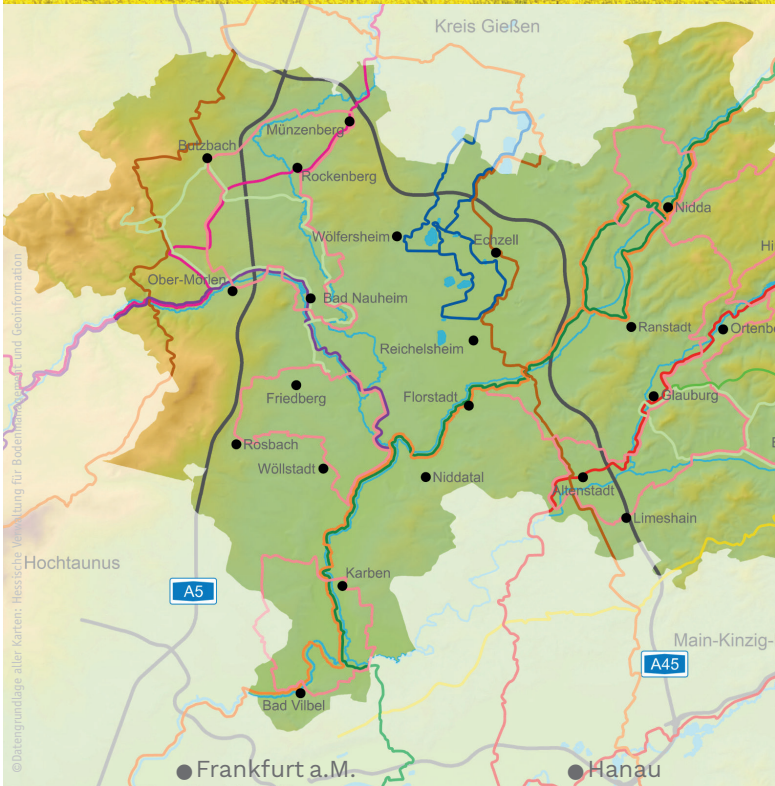 Kreis Gießen
Münzenberg
Butzbach
Rockenberg
Nidda
Wölfersheim
Echzell
Hi
Ober-Mörlen
Bad Nauheim
Ranstadt
Ortenbe
Reichelsheim
Friedberg
Florstadt
Glauburg
Rosbach
Wöllstadt
Niddatal
Altenstadt
Limeshain
Hochtaunus
Karben
A5
Main-Kinzig-
A45
Bad Vilbel
Frankfurt a.M.
Hanau
©Datengrundlage aller Karten: Hessische Verwaltung für Bodenmanagement und Geoinformation